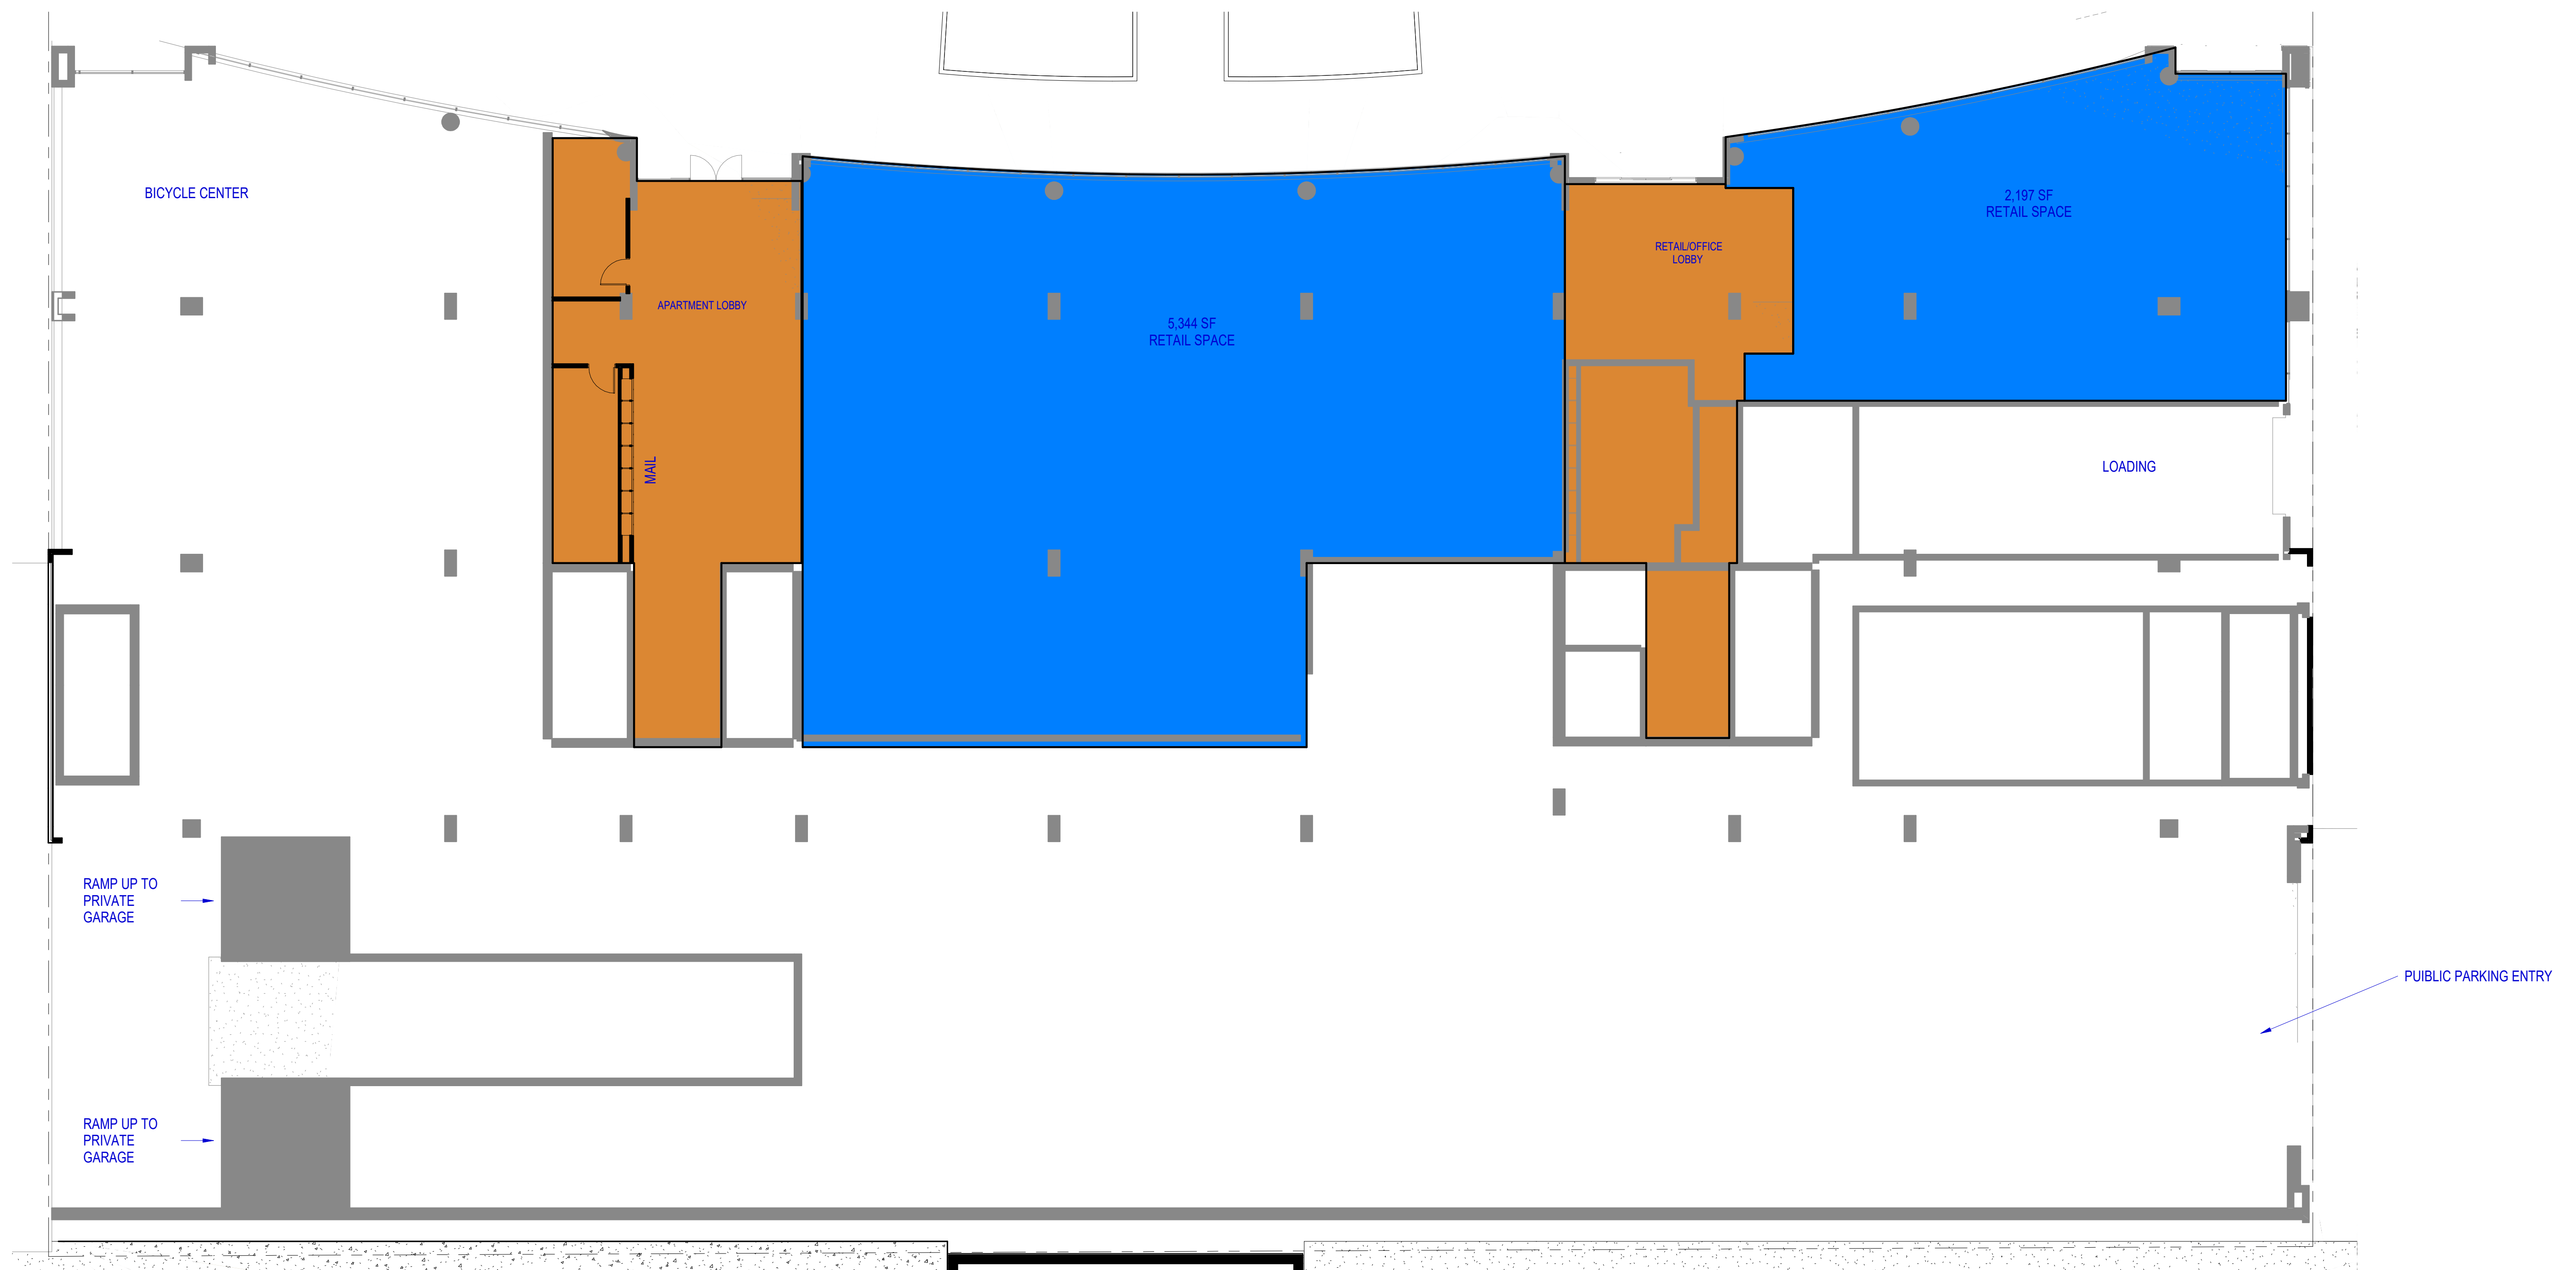 BICYCLE CENTER
2,197 SF
RETAIL SPACE
RETAIL/OFFICE
LOBBY
APARTMENT LOBBY
5,344 SF
RETAIL SPACE
MAIL
LOADING
RAMP UP TO
PRIVATE
GARAGE
PUIBLIC PARKING ENTRY
RAMP UP TO
PRIVATE
GARAGE